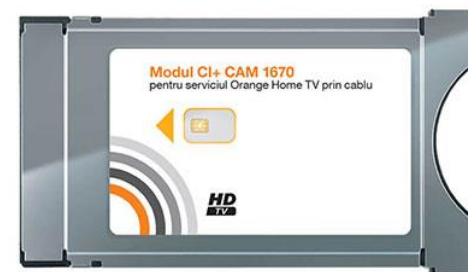 Modul CI+ CAM 1670
pentru serviciul Orange Home TV prin cablu
HD
TV